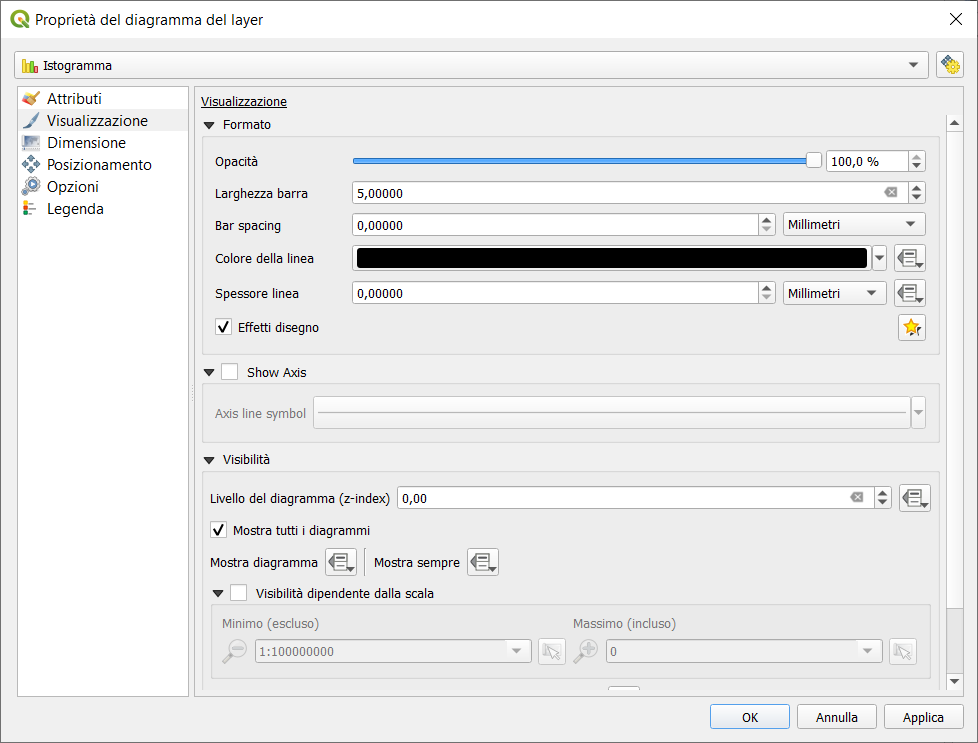 Proprietà del diagramma del layer
Istogramma
Attributi
Visualizzazione
Dimensione
Posizionamento
Opzioni
Legenda
Visualizzazione
Formato
Opacità 100,0 %
Larghezza barra 5,00000
Bar spacing 0,00000 Millimetri
Colore della linea
Spessore linea 0,00000 Millimetri
Effetti disegno
Show Axis
Axis line symbol
Visibilità
Livello del diagramma (z-index) 0,00
Mostra tutti i diagrammi
Mostra diagramma Mostra sempre
Visibilità dipendente dalla scala
Minimo (escluso) Massimo (incluso)
1:100000000 0
OK Annulla Applica